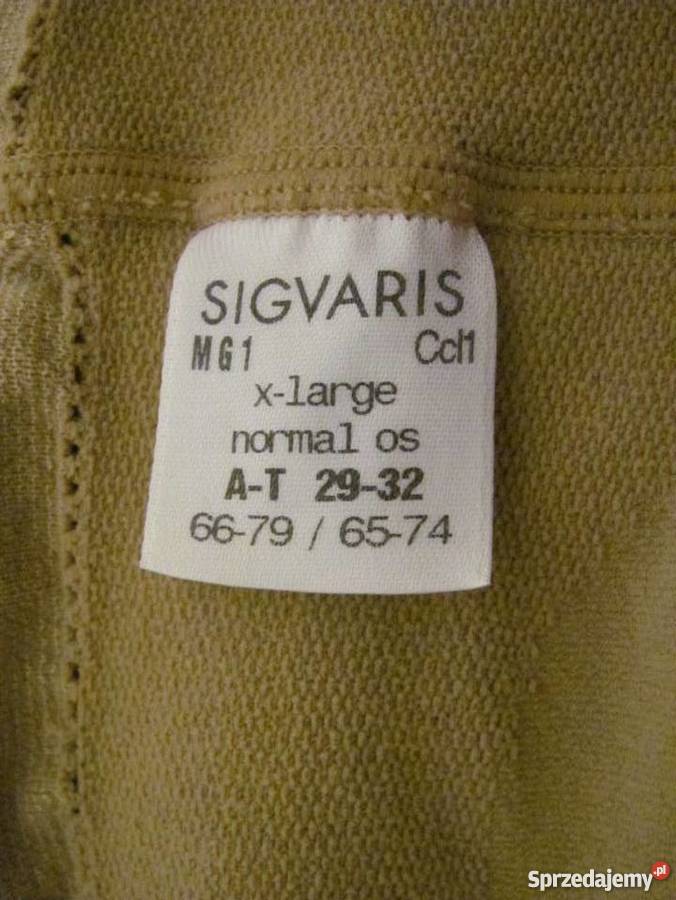 SIGVARIS
MG1 Ccl1
x-large
normal os
A-T 29-32
66-79 / 65-74
Sprzedajemy.pl